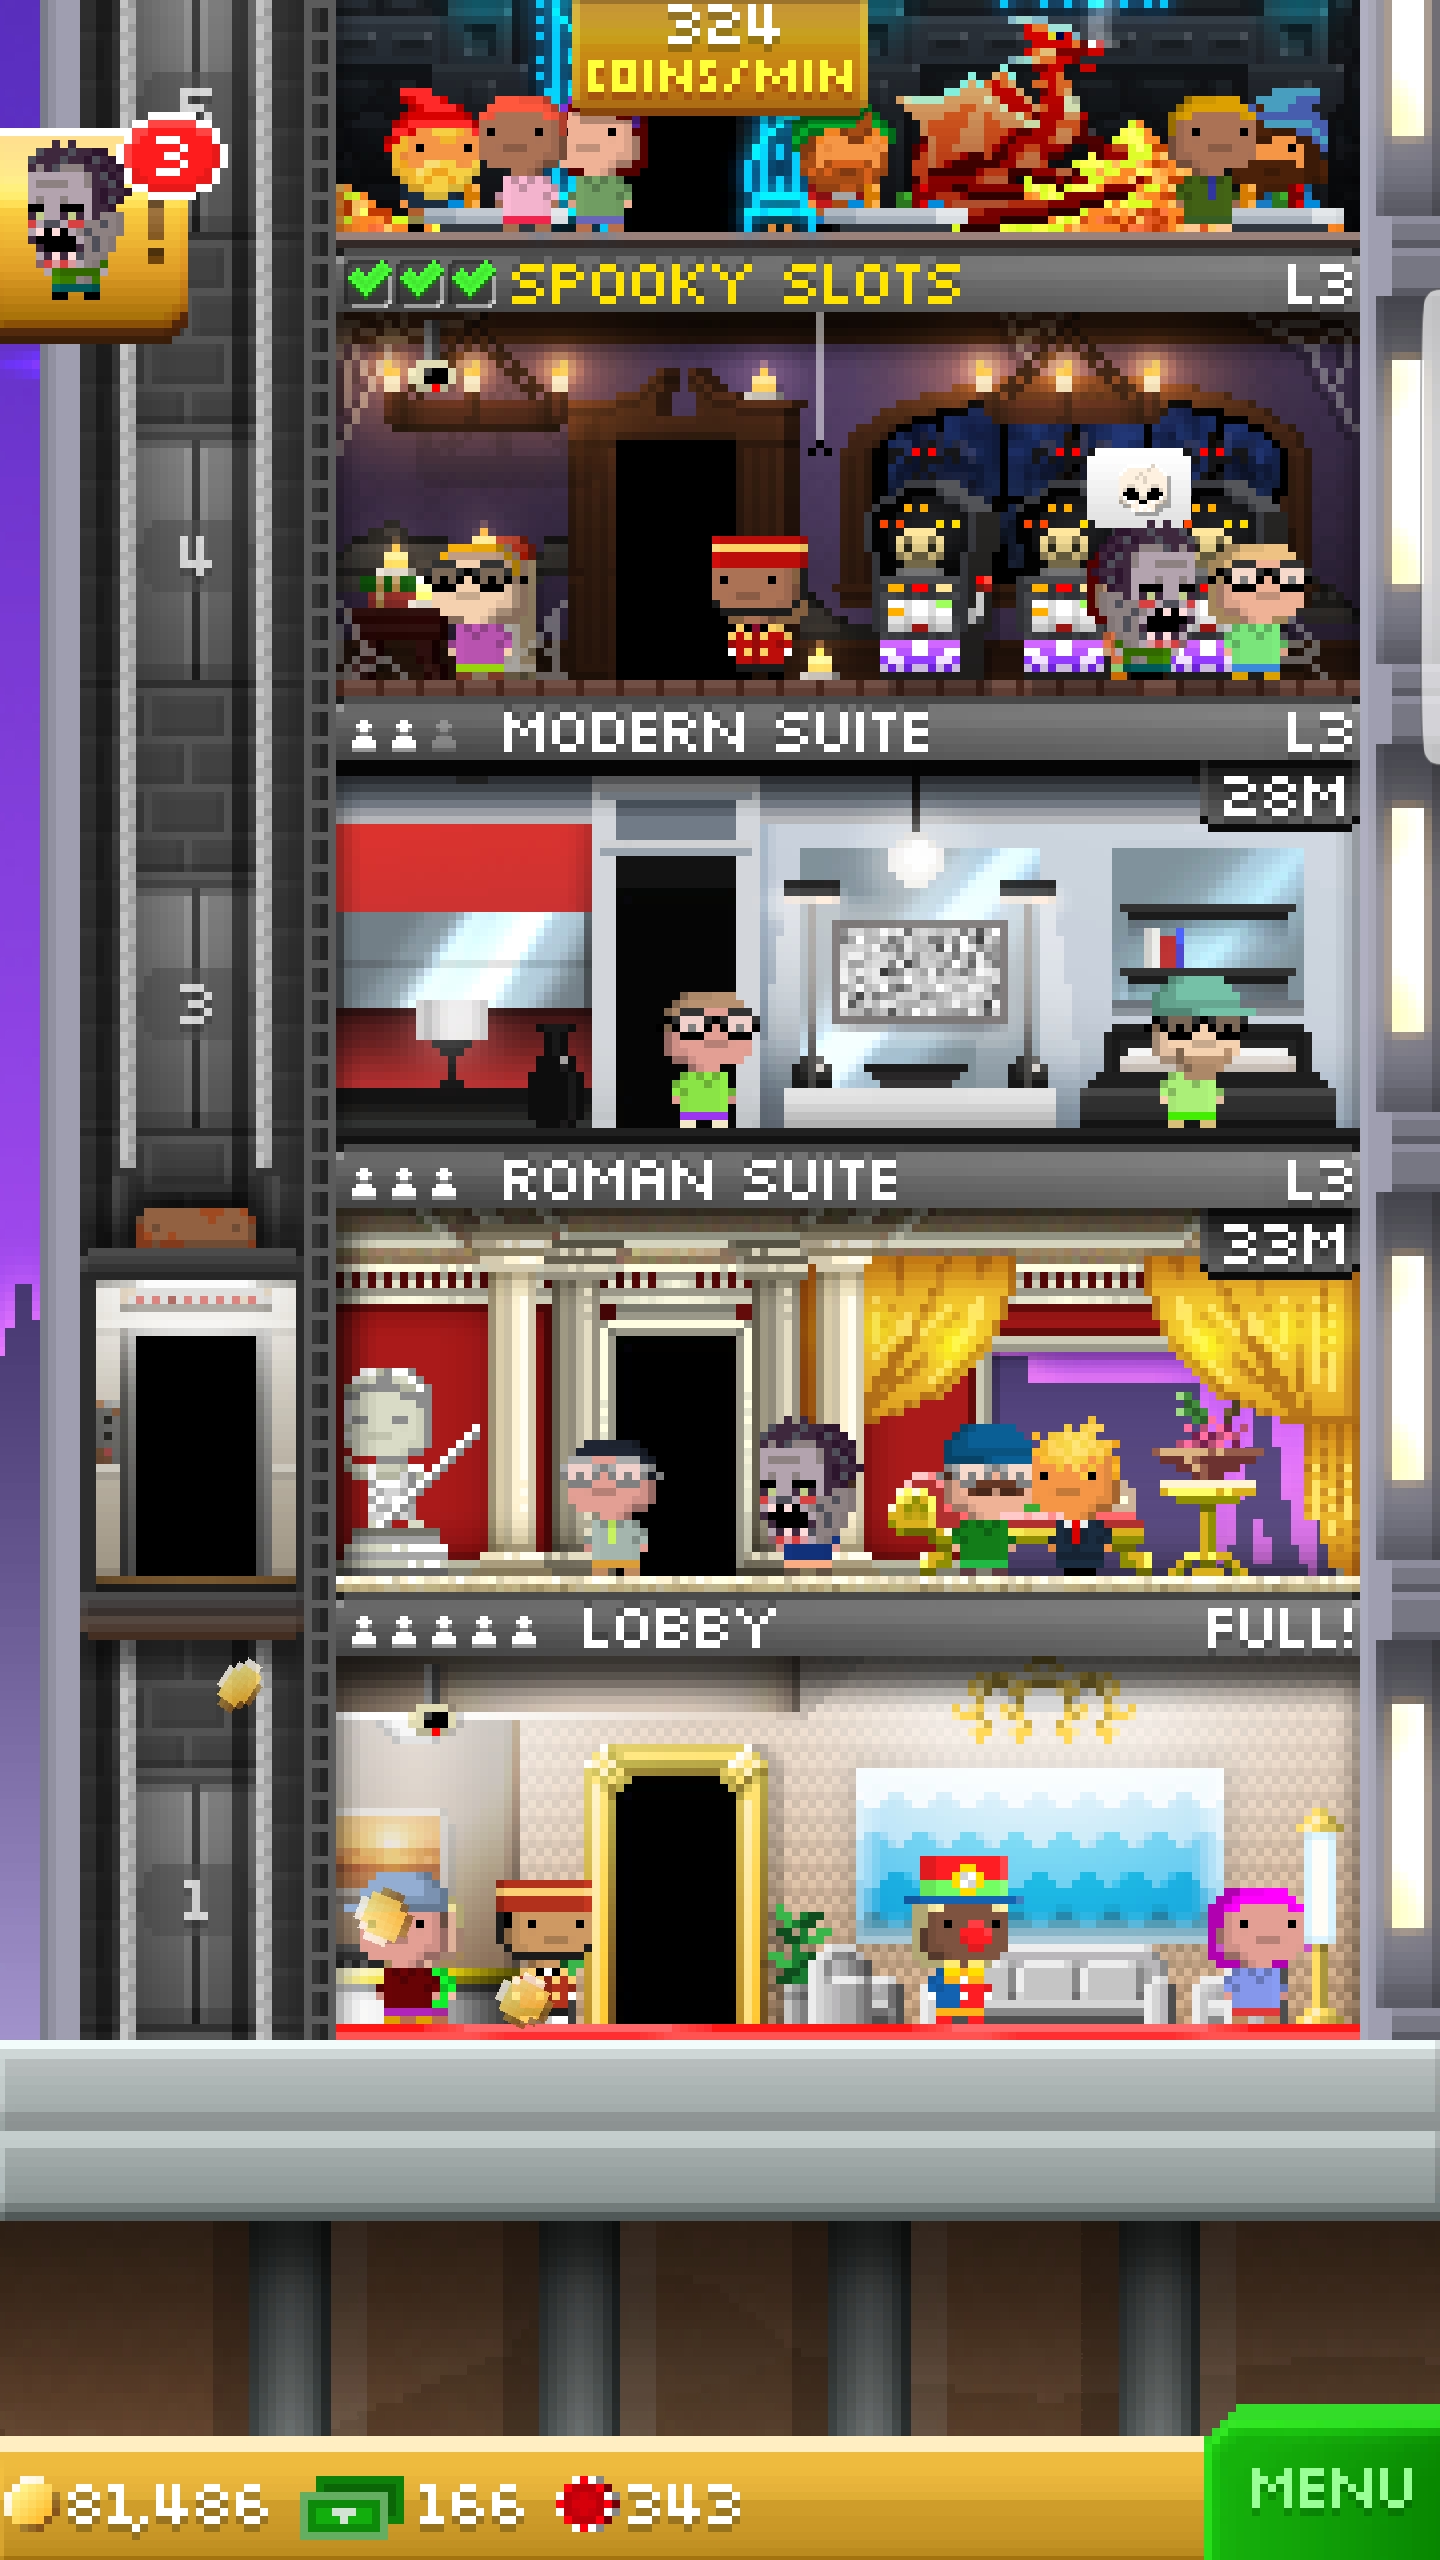 324
COINS/MIN
5
3
!
SPOOKY SLOTS L3
4
MODERN SUITE L3
28M
3
ROMAN SUITE L3
33M
LOBBY FULL!
1
81,486 166 343
MENU